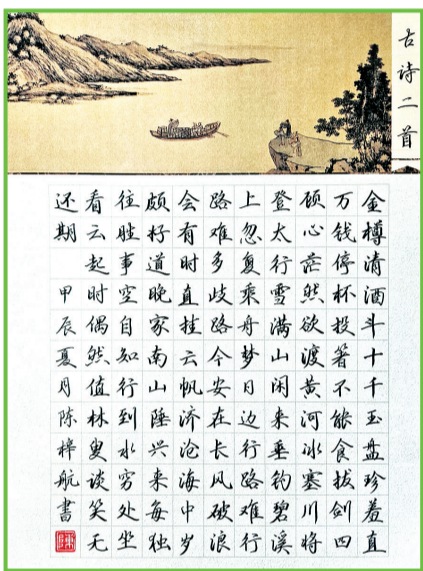 古诗二首
金樽清酒斗十千玉盘珍羞直
万钱停杯投箸不能食拔剑四
顾心茫然欲渡黄河冰塞川将
登太行雪满山闲来垂钓碧溪
上忽复乘舟梦日边行路难行
路难多歧路今安在长风破浪
会有时直挂云帆济沧海中岁
颇好道晚家南山陲兴来每独
往胜事空自知行到水穷处坐
看云起时偶然值林叟谈笑无
还期 甲辰夏月陈梓航书